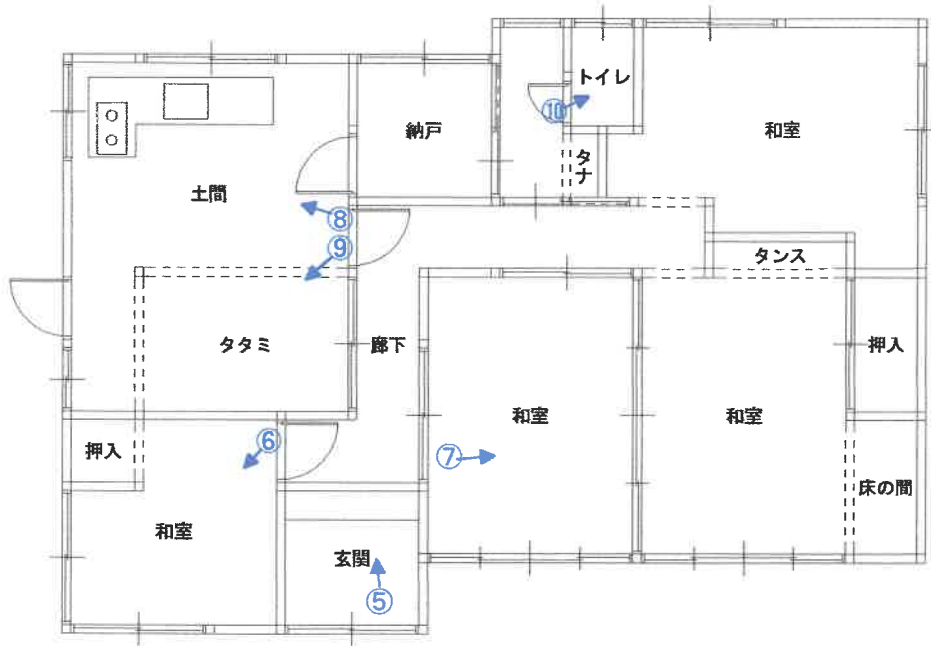 トイレ
⑩
納戸
和室
タナ
土間
⑧
⑨
タンス
タタミ
廊下
押入
和室
和室
⑥
押入
⑦
床の間
和室
玄関
⑤